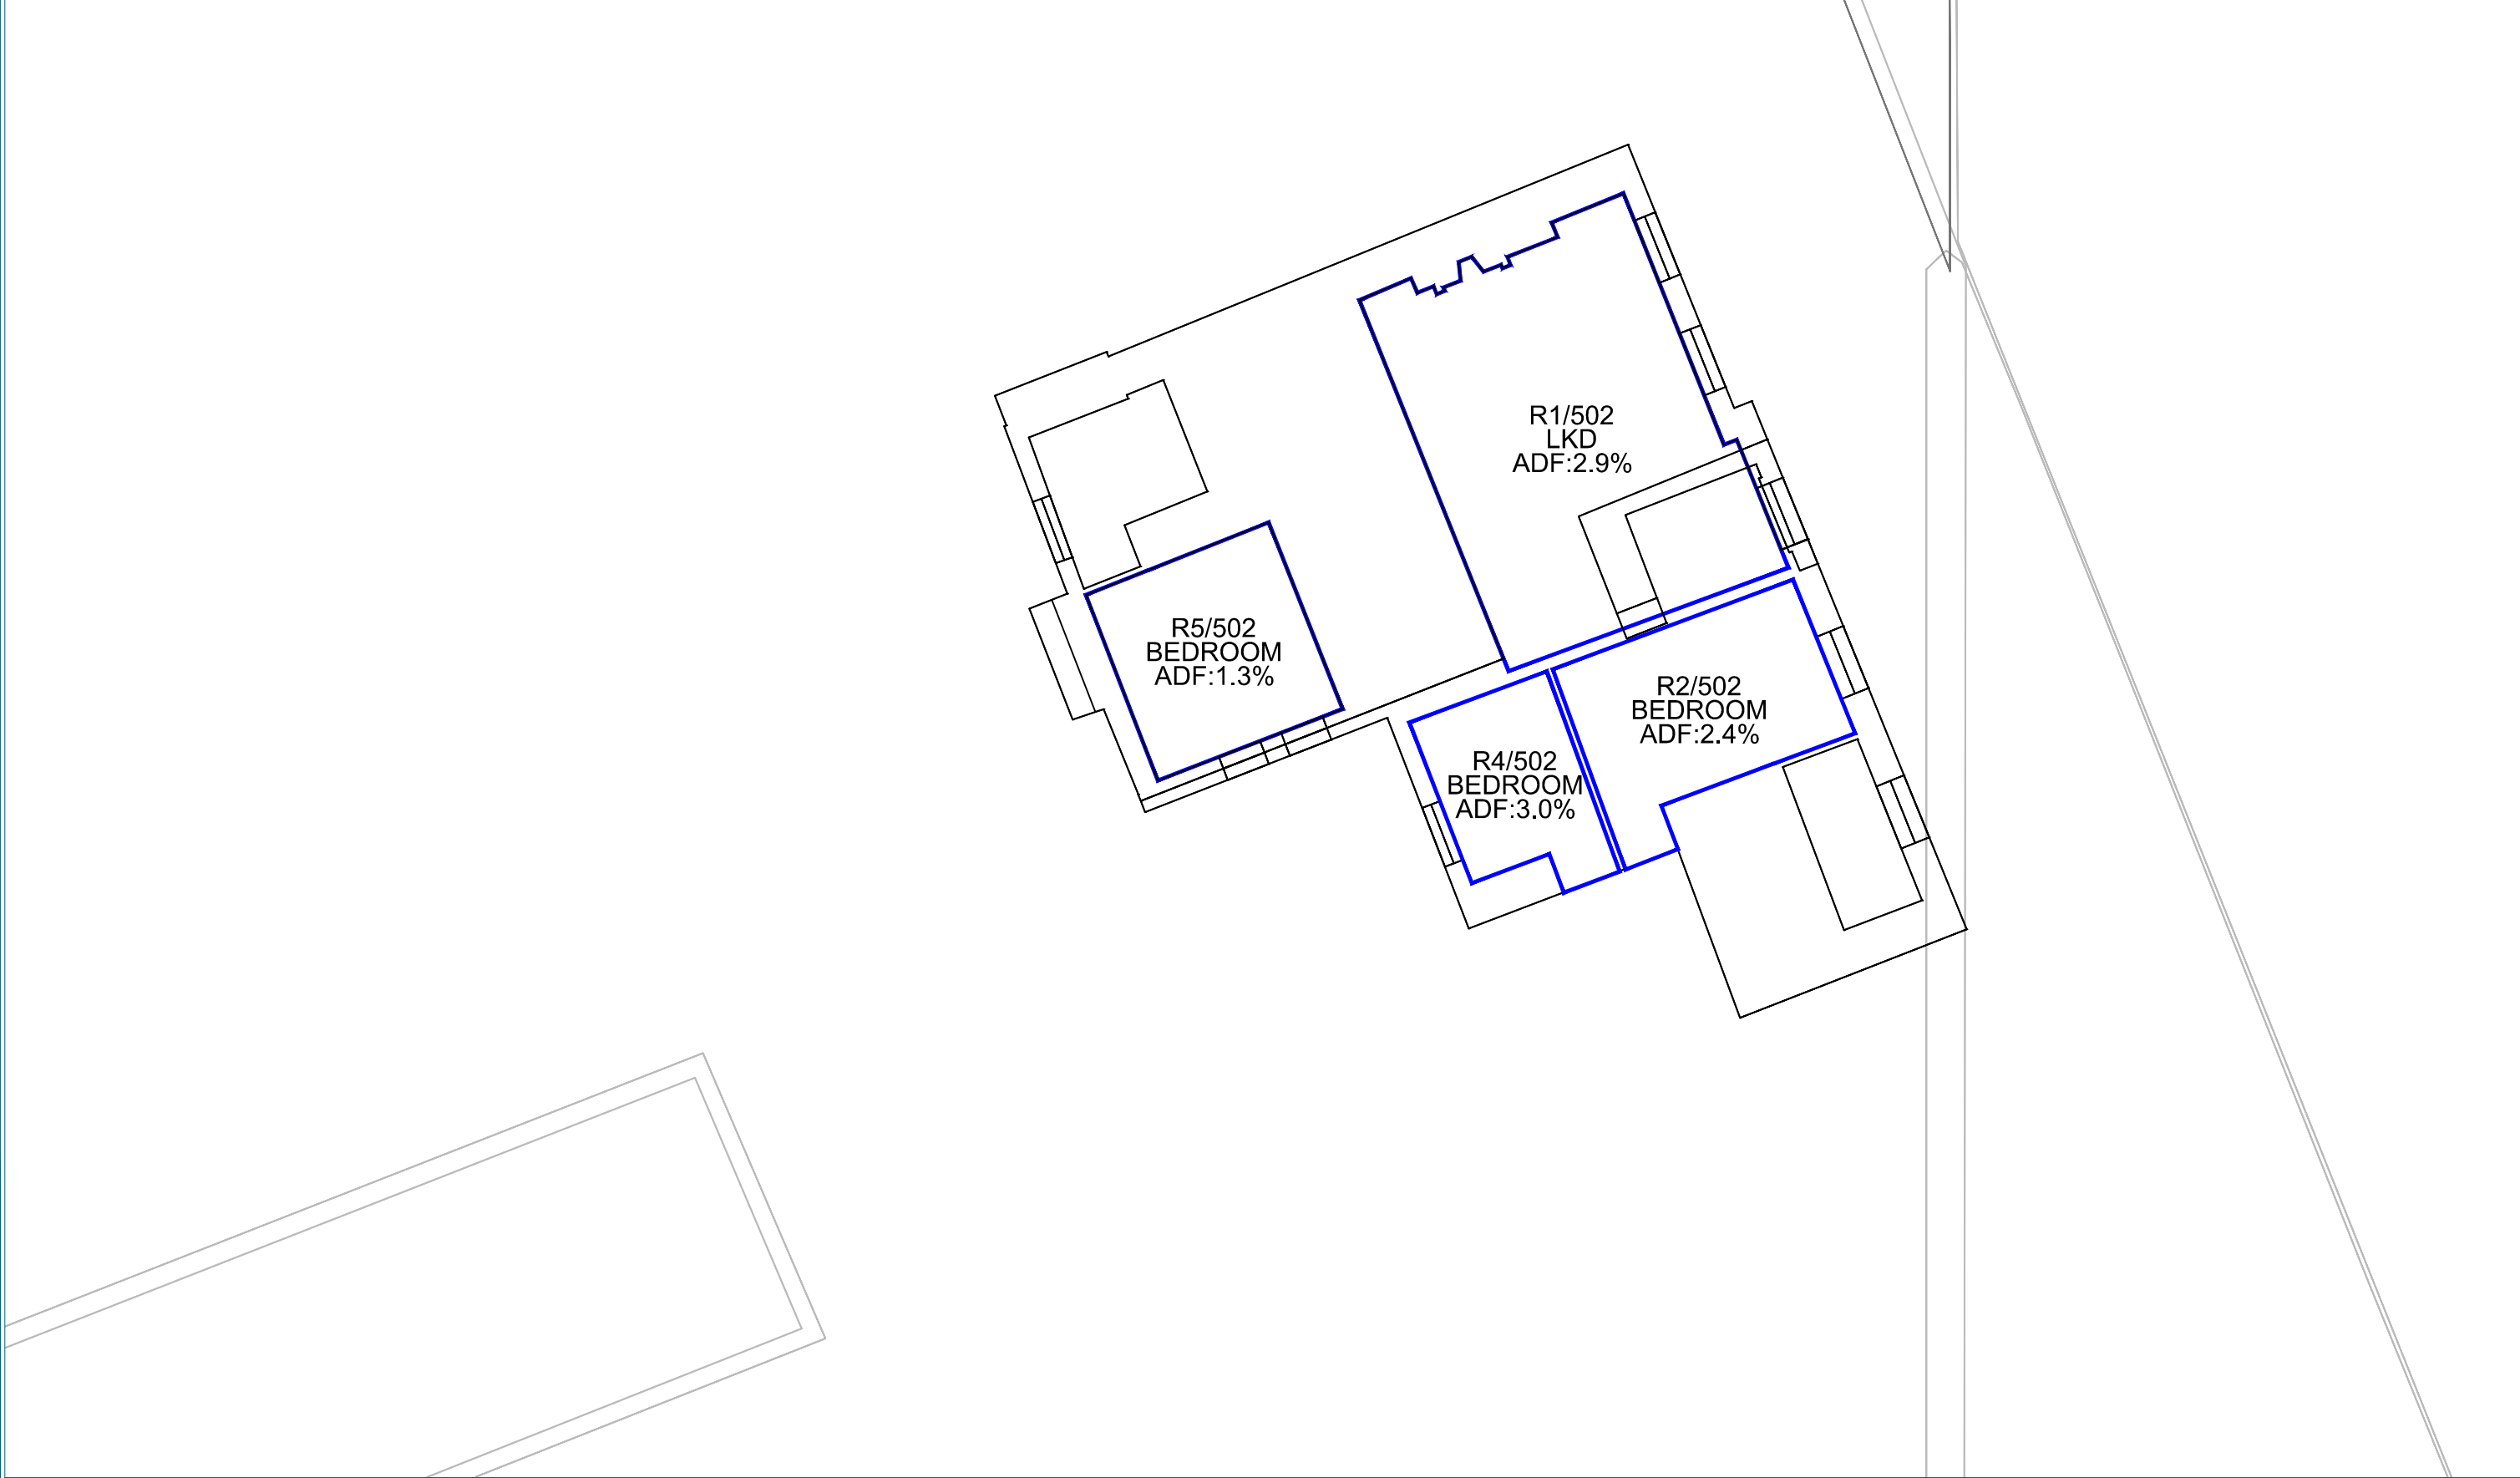 R1/502
LKD
ADF:2.9%
R5/502
BEDROOM
ADF:1.3%
R2/502
BEDROOM
ADF:2.4%
R4/502
BEDROOM
ADF:3.0%